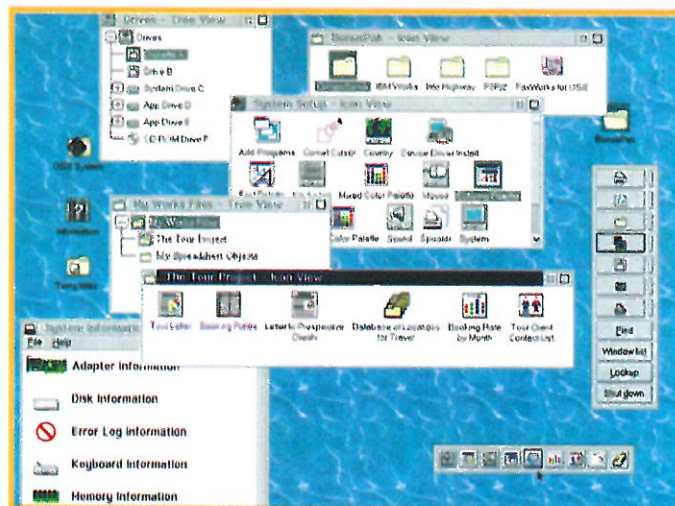 Drives - Tree View
Drives
Drive B
System Drive C
App Drive D
App Drive E
CD-ROM Drive F
BonusPak - Icon View
IBM Works
Info Highway
FaxWorks for OS/2
BonusPak
System Setup - Icon View
Add Programs
Comet Cursor
Country
Device Driver Install
Mixed Color Palette
Mouse
Color Palette
Sound
Spooler
System
OS/2 System
Information
Templates
My Works Files - Tree View
My Works Files
The Tour Project
My Spreadsheet Objects
The Tour Project - Icon View
Tour Letter
Booking Rates
Letter to Prospective
Clients
Database of Locations
for Travel
Booking Rate
by Month
Tour Client
Contact List
System Information
File Help
Adapter Information
Disk Information
Error Log Information
Keyboard Information
Memory Information
Find
Window list
Lockup
Shut down